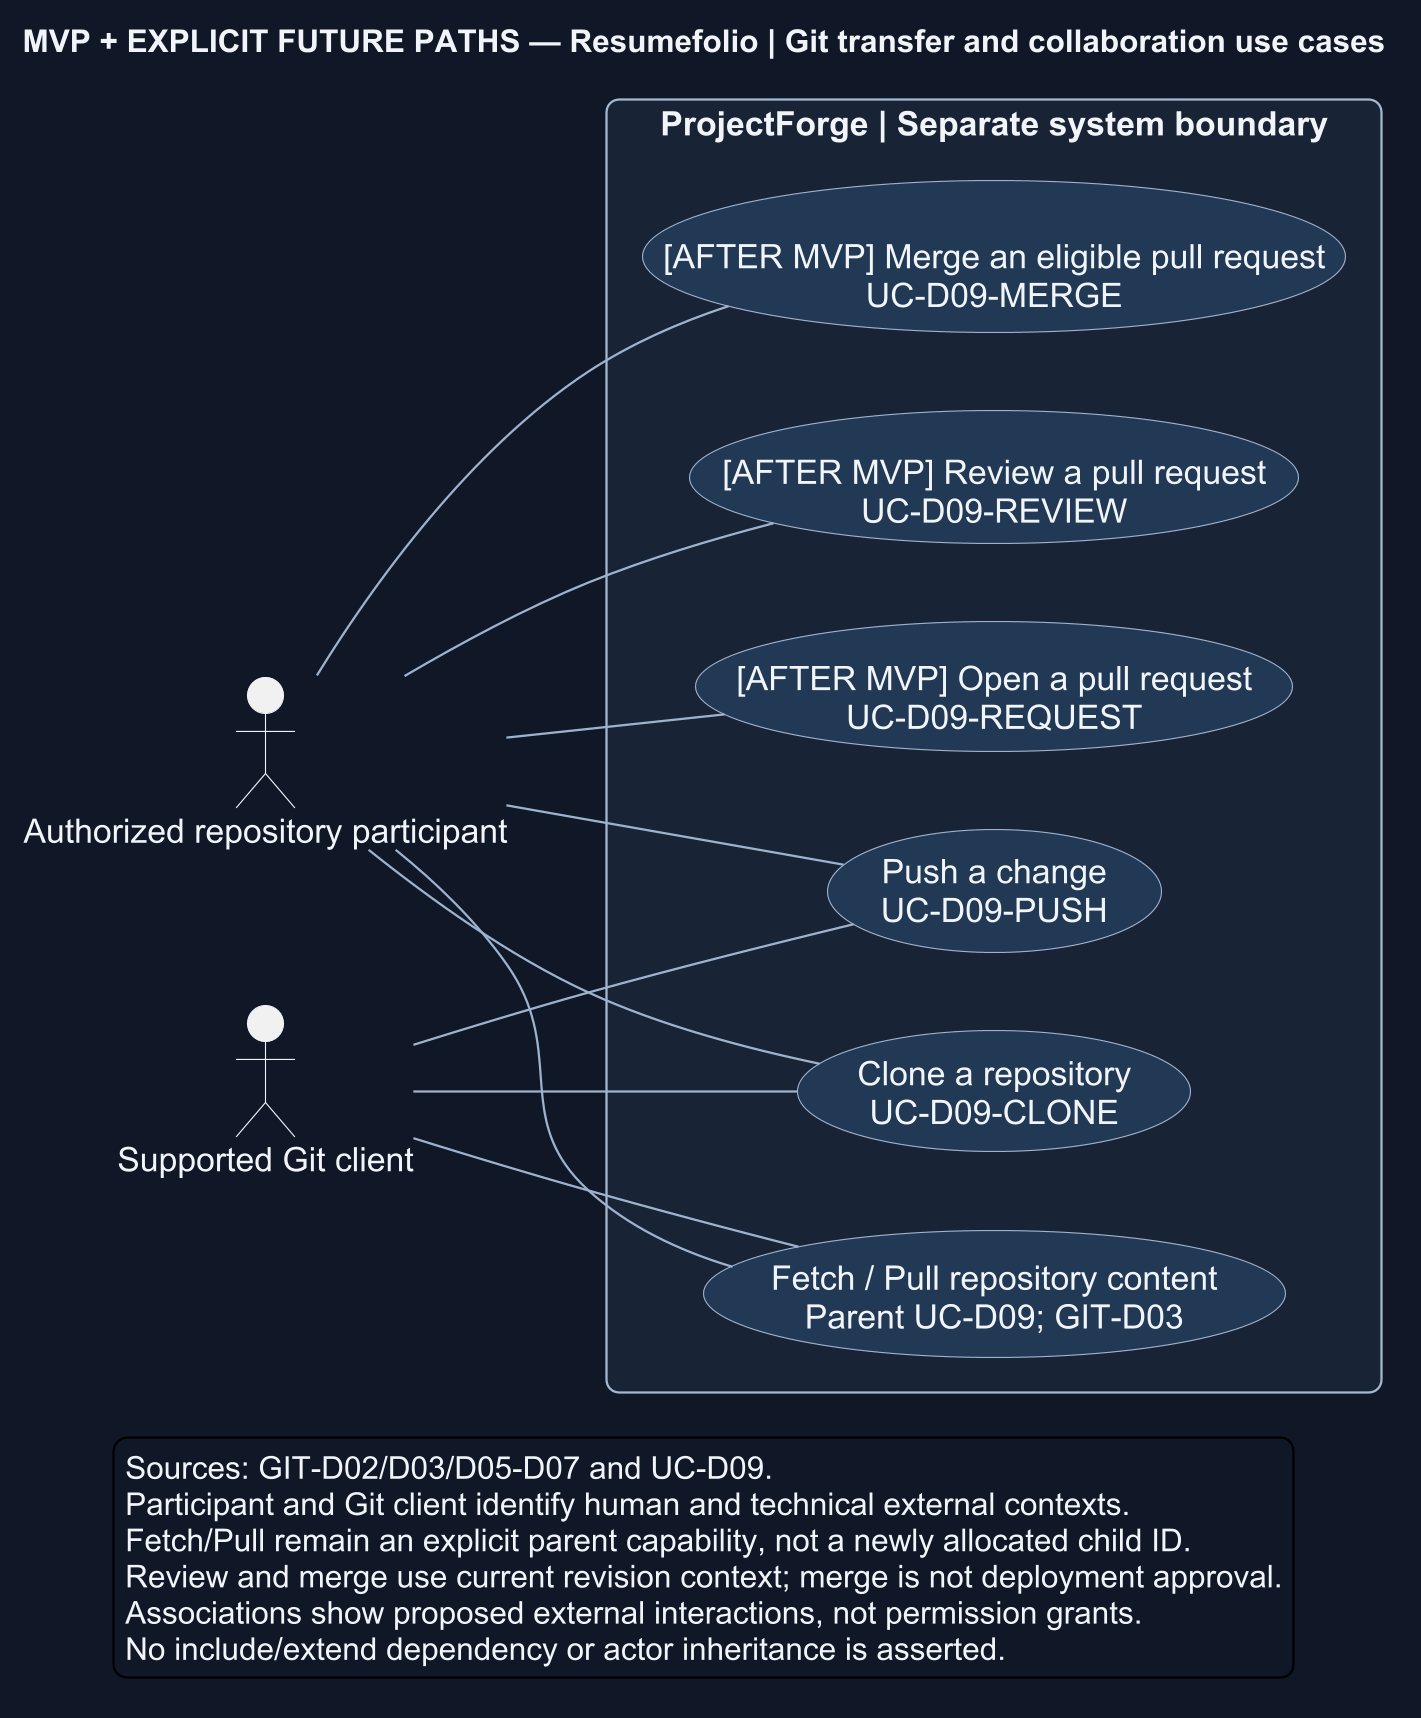 MVP + EXPLICIT FUTURE PATHS — Resumefolio | Git transfer and collaboration use cases
ProjectForge | Separate system boundary
[AFTER MVP] Merge an eligible pull request
UC-D09-MERGE
[AFTER MVP] Review a pull request
UC-D09-REVIEW
[AFTER MVP] Open a pull request
UC-D09-REQUEST
Authorized repository participant
Push a change
UC-D09-PUSH
Clone a repository
UC-D09-CLONE
Supported Git client
Fetch / Pull repository content
Parent UC-D09; GIT-D03
Sources: GIT-D02/D03/D05-D07 and UC-D09.
Participant and Git client identify human and technical external contexts.
Fetch/Pull remain an explicit parent capability, not a newly allocated child ID.
Review and merge use current revision context; merge is not deployment approval.
Associations show proposed external interactions, not permission grants.
No include/extend dependency or actor inheritance is asserted.